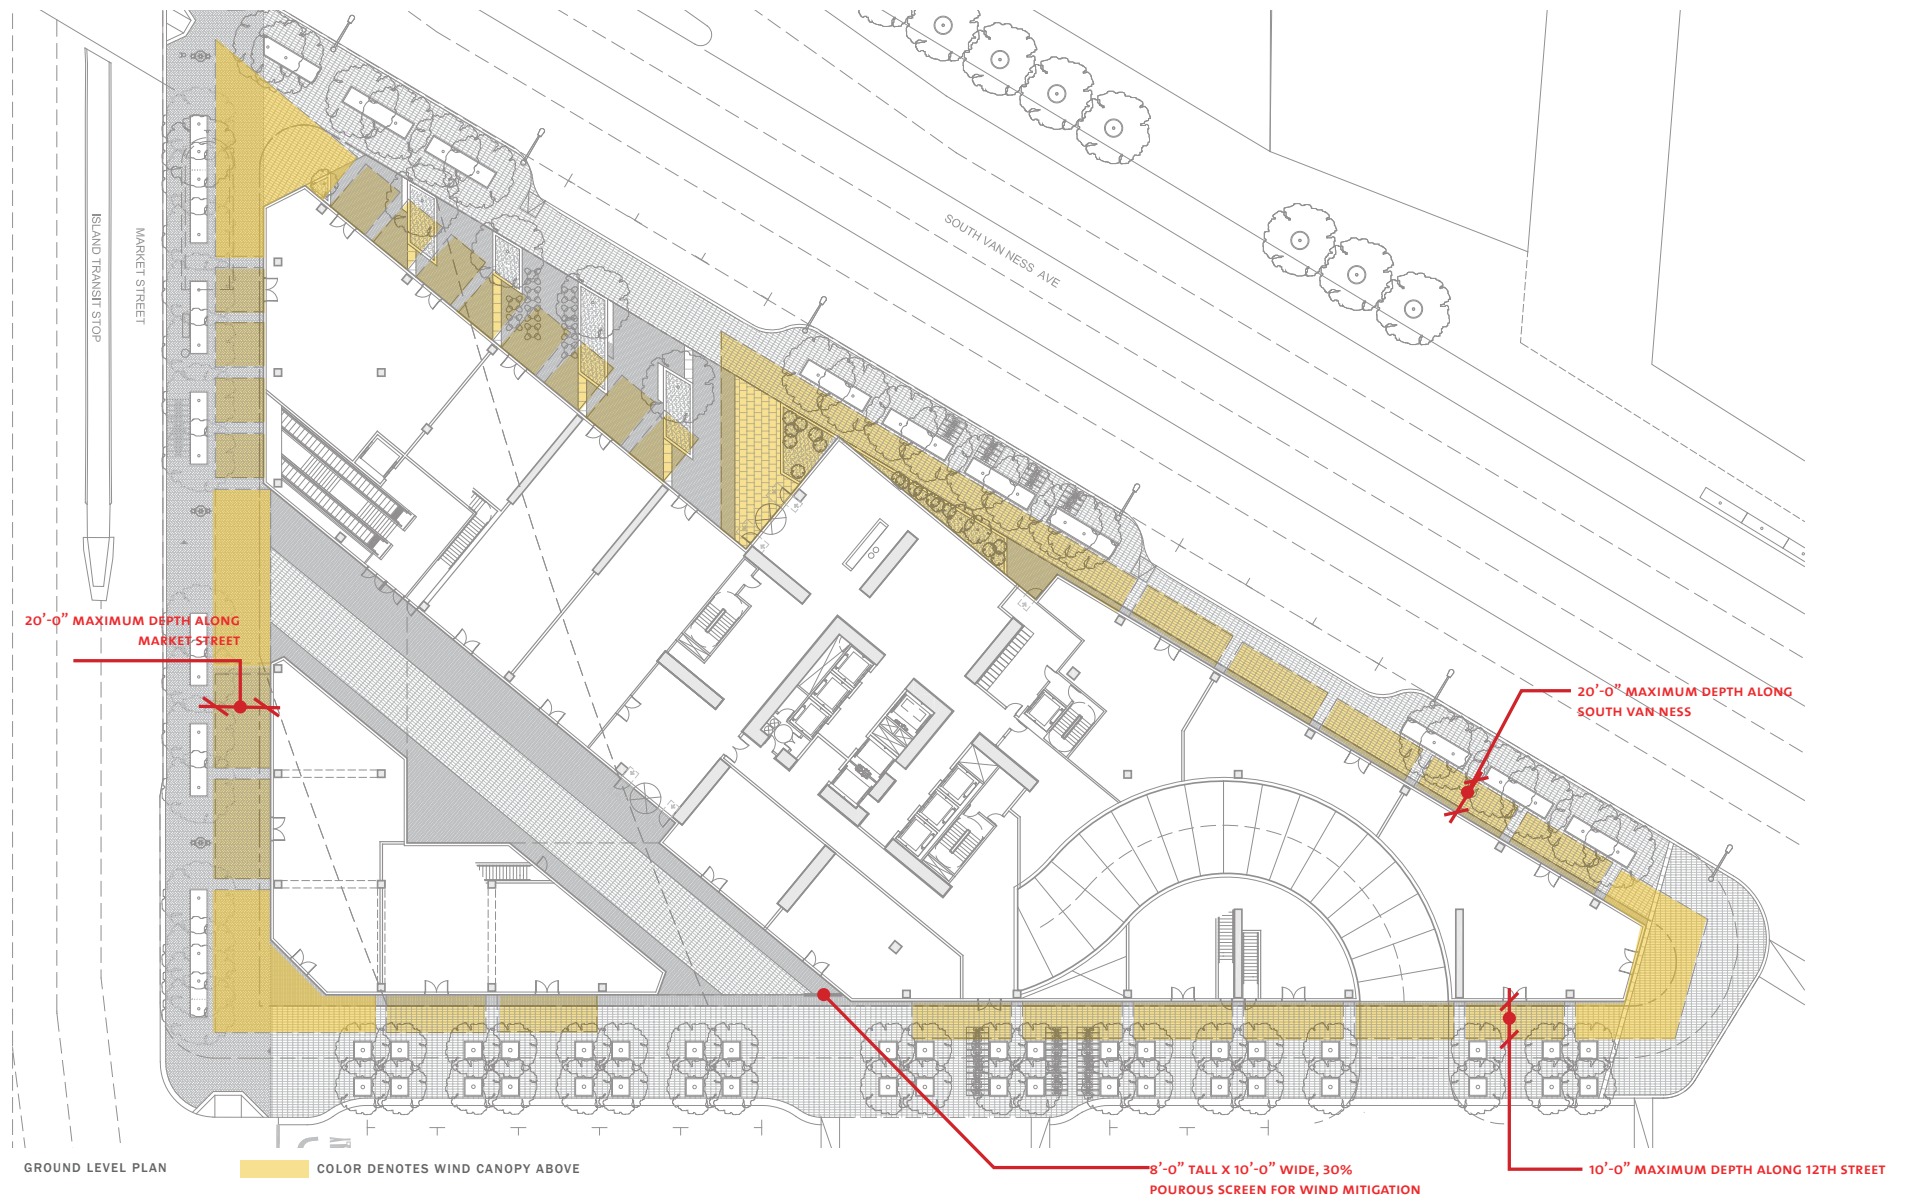 SOUTH VAN NESS AVE
MARKET STREET
ISLAND TRANSIT STOP
20'-0" MAXIMUM DEPTH ALONG
MARKET STREET
20'-0" MAXIMUM DEPTH ALONG
SOUTH VAN NESS
GROUND LEVEL PLAN
COLOR DENOTES WIND CANOPY ABOVE
8'-0" TALL X 10'-0" WIDE, 30%
POUROUS SCREEN FOR WIND MITIGATION
10'-0" MAXIMUM DEPTH ALONG 12TH STREET